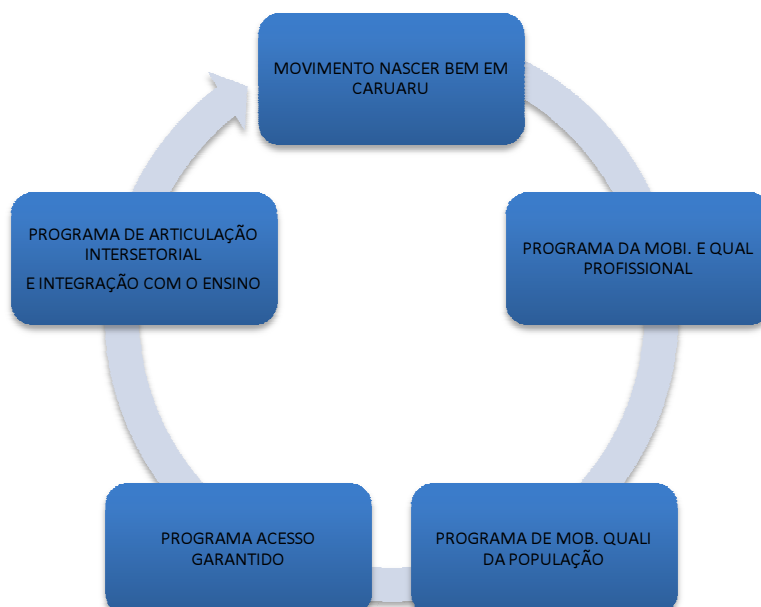 MOVIMENTO NASCER BEM EM
CARUARU
PROGRAMA DA MOBI. E QUAL
PROFISSIONAL
PROGRAMA DE MOB. QUALI
DA POPULAÇÃO
PROGRAMA ACESSO
GARANTIDO
PROGRAMA DE ARTICULAÇÃO
INTERSETORIAL
E INTEGRAÇÃO COM O ENSINO